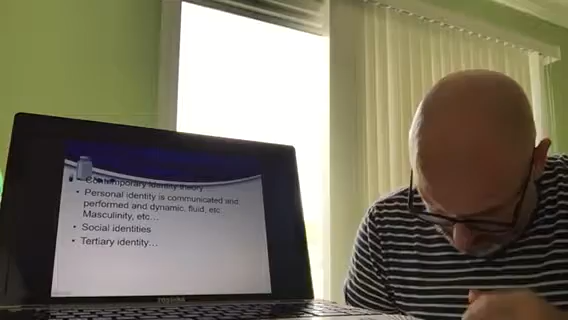 Contemporary identity theory
Personal identity is communicated and
performed and dynamic, fluid, etc
Masculinity, etc...
Social identities
Tertiary identity...
TOSHIBA